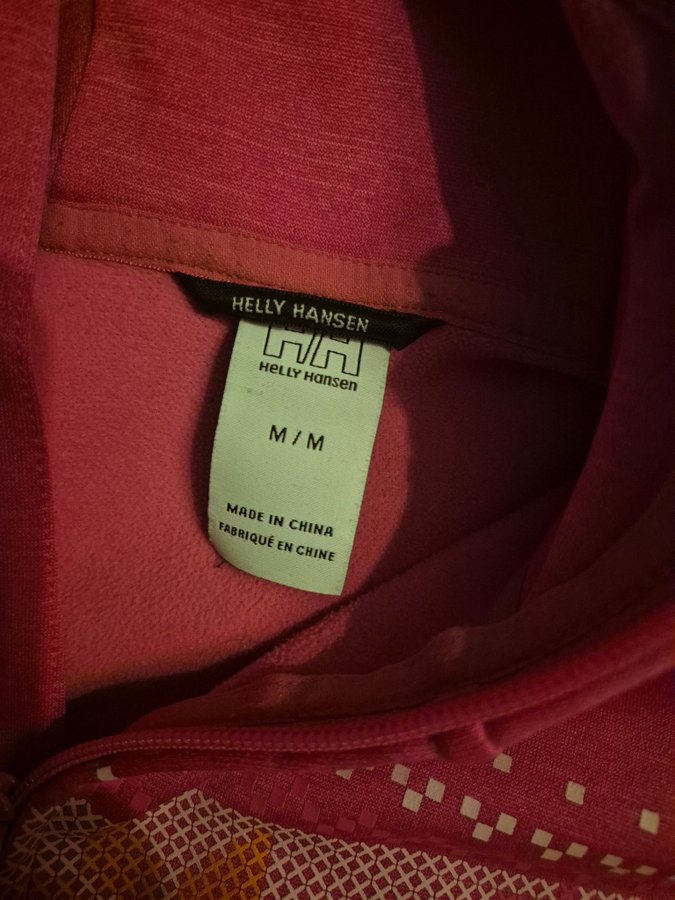 HELLY HANSEN
HH
HELLY HANSEN
M / M
MADE IN CHINA
FABRIQUÉ EN CHINE